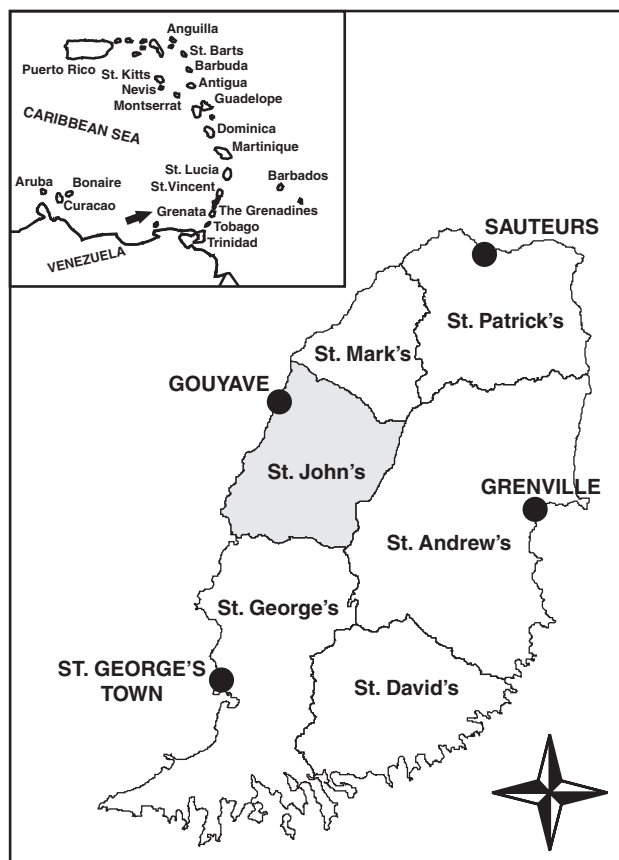 Anguilla
Puerto Rico
St. Barts
Barbuda
St. Kitts
Antigua
Nevis
Guadelope
Montserrat
CARIBBEAN SEA
Dominica
Martinique
St. Lucia
St.Vincent
Barbados
Aruba
Bonaire
Curacao
Grenata
The Grenadines
Tobago
Trinidad
VENEZUELA
SAUTEURS
St. Patrick's
St. Mark's
GOUYAVE
St. John's
GRENVILLE
St. Andrew's
St. George's
ST. GEORGE'S
TOWN
St. David's